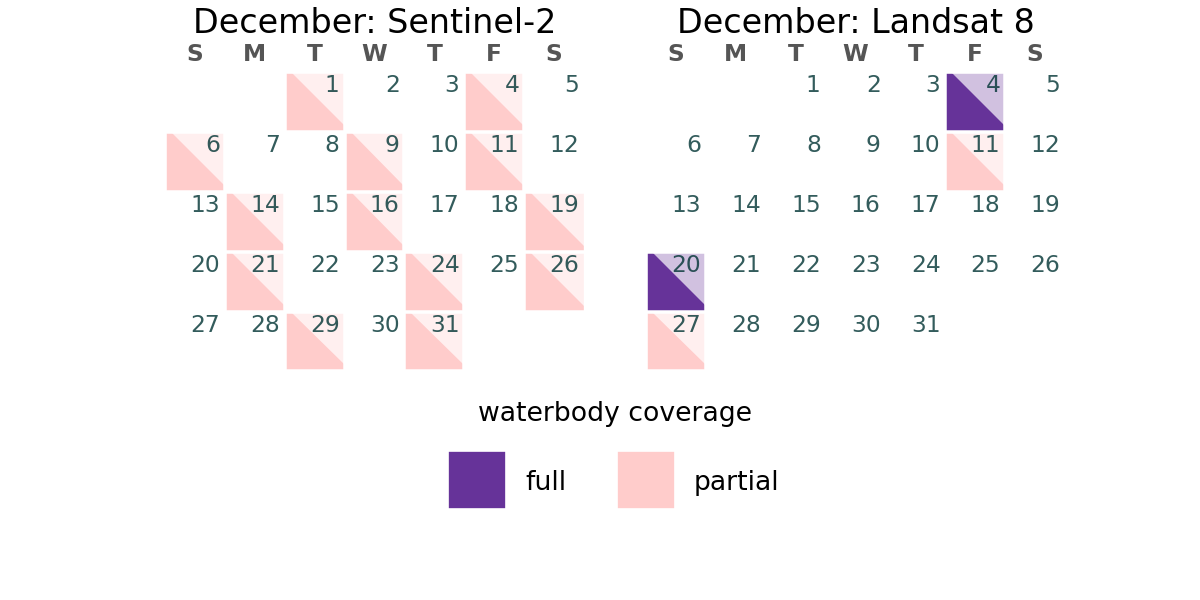 December: Sentinel-2
S M T W T F S
1 2 3 4 5
6 7 8 9 10 11 12
13 14 15 16 17 18 19
20 21 22 23 24 25 26
27 28 29 30 31
December: Landsat 8
S M T W T F S
1 2 3 4 5
6 7 8 9 10 11 12
13 14 15 16 17 18 19
20 21 22 23 24 25 26
27 28 29 30 31
waterbody coverage
full partial